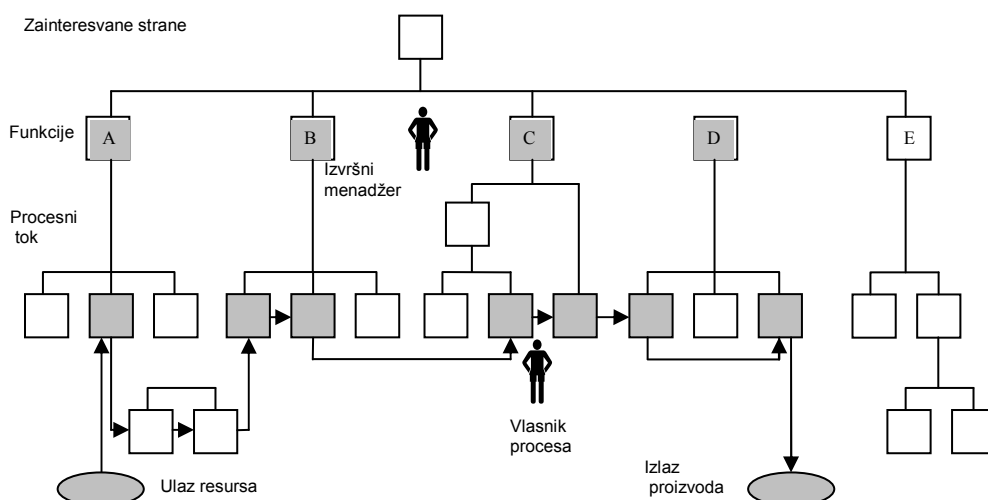 Zainteresvane strane
Funkcije
A
B
C
D
E
Izvršni
menadžer
Procesni
tok
Vlasnik
procesa
Ulaz resursa
Izlaz
proizvoda